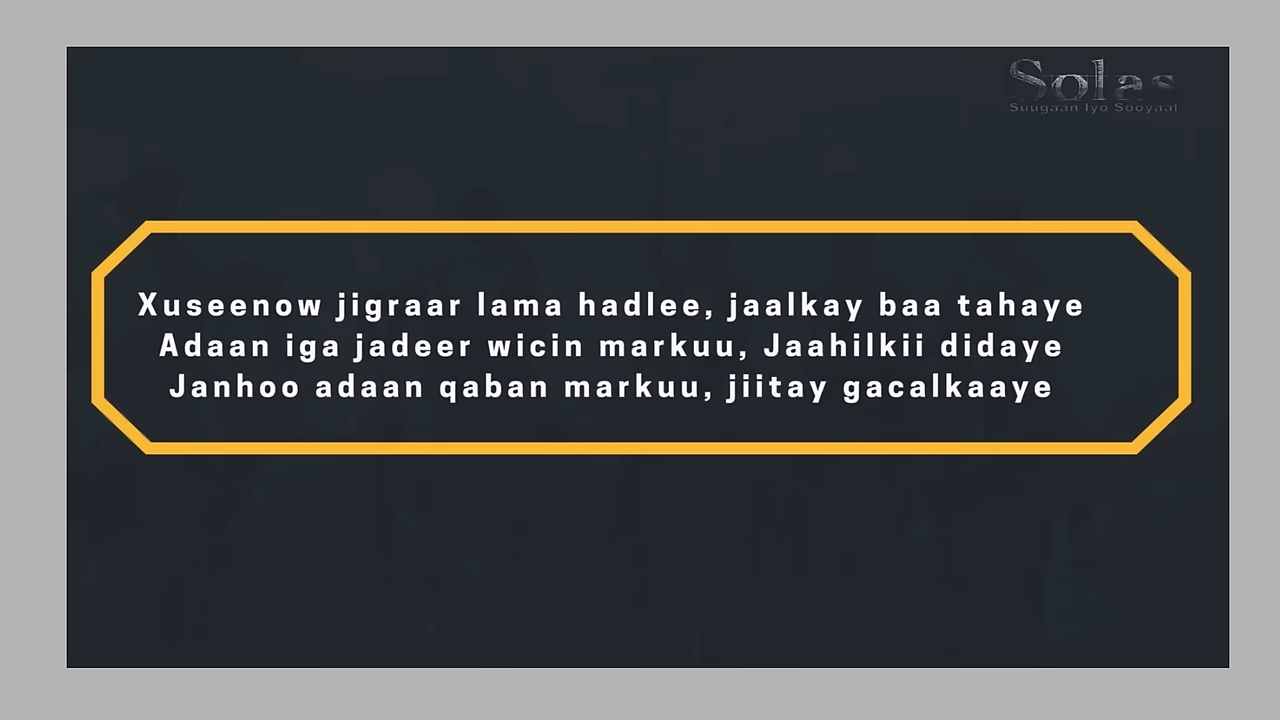 Solas
Suugaan Iyo Sooyaal
Xuseenow jigraar lama hadlee, jaalkay baa tahaye
Adaan iga jadeer wicin markuu, Jaahilkii didaye
Janhoo adaan qaban markuu, jiitay gacalkaaye